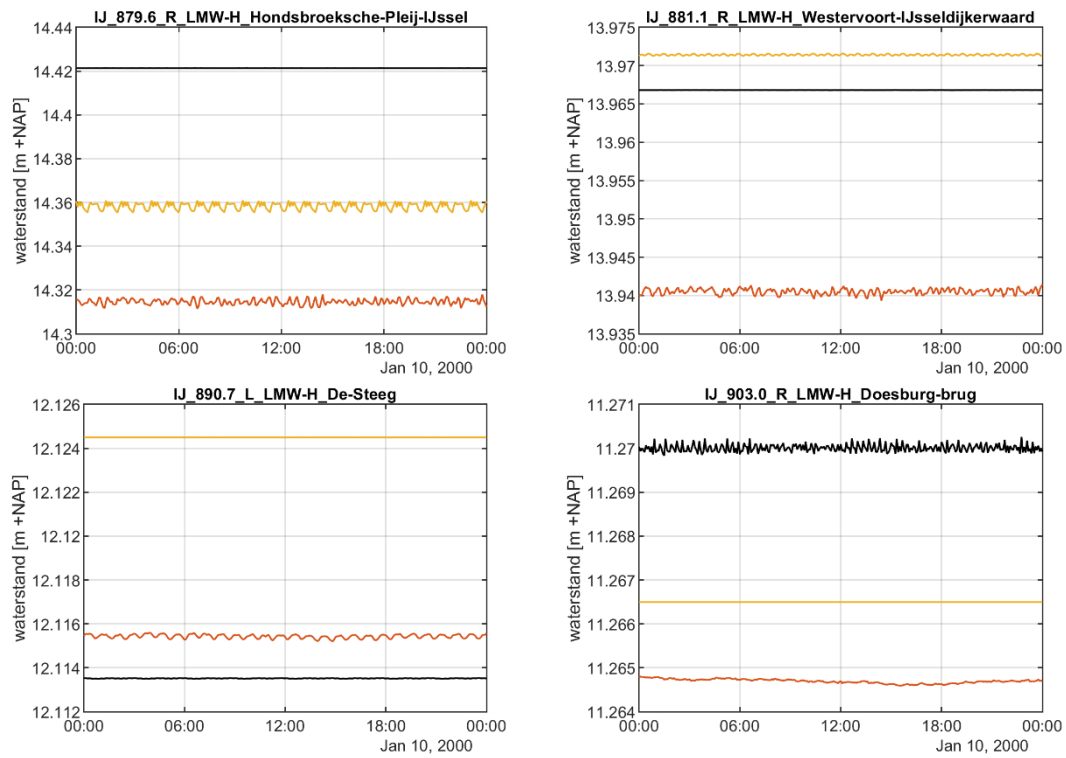 IJ_879.6_R_LMW-H_Hondsbroeksche-Pleij-IJssel
14.44
14.42
14.4
14.38
14.36
14.34
14.32
14.3
waterstand [m +NAP]
00:00 06:00 12:00 18:00 00:00
Jan 10, 2000
IJ_881.1_R_LMW-H_Westervoort-IJsseldijkerwaard
13.975
13.97
13.965
13.96
13.955
13.95
13.945
13.94
13.935
waterstand [m +NAP]
00:00 06:00 12:00 18:00 00:00
Jan 10, 2000
IJ_890.7_L_LMW-H_De-Steeg
12.126
12.124
12.122
12.12
12.118
12.116
12.114
12.112
waterstand [m +NAP]
00:00 06:00 12:00 18:00 00:00
Jan 10, 2000
IJ_903.0_R_LMW-H_Doesburg-brug
11.271
11.27
11.269
11.268
11.267
11.266
11.265
11.264
waterstand [m +NAP]
00:00 06:00 12:00 18:00 00:00
Jan 10, 2000